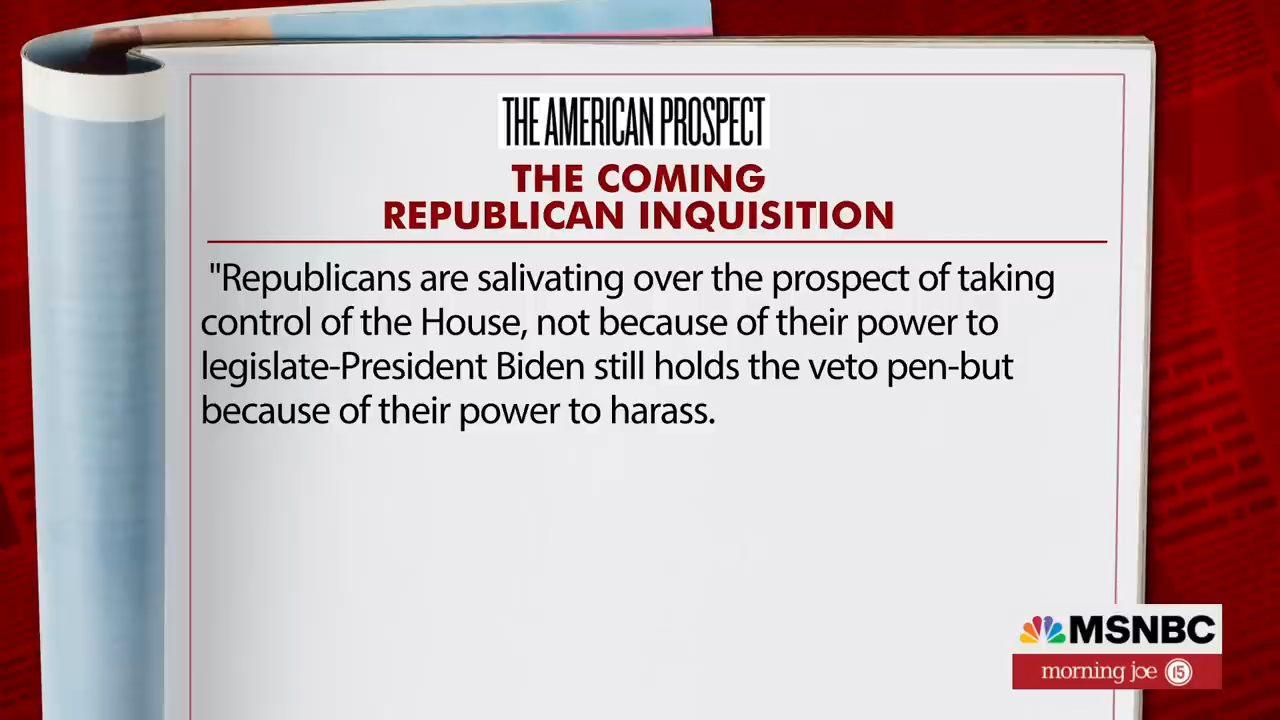 THE AMERICAN PROSPECT
THE COMING
REPUBLICAN INQUISITION
"Republicans are salivating over the prospect of taking
control of the House, not because of their power to
legislate-President Biden still holds the veto pen-but
because of their power to harass.
MSNBC
morning joe 15